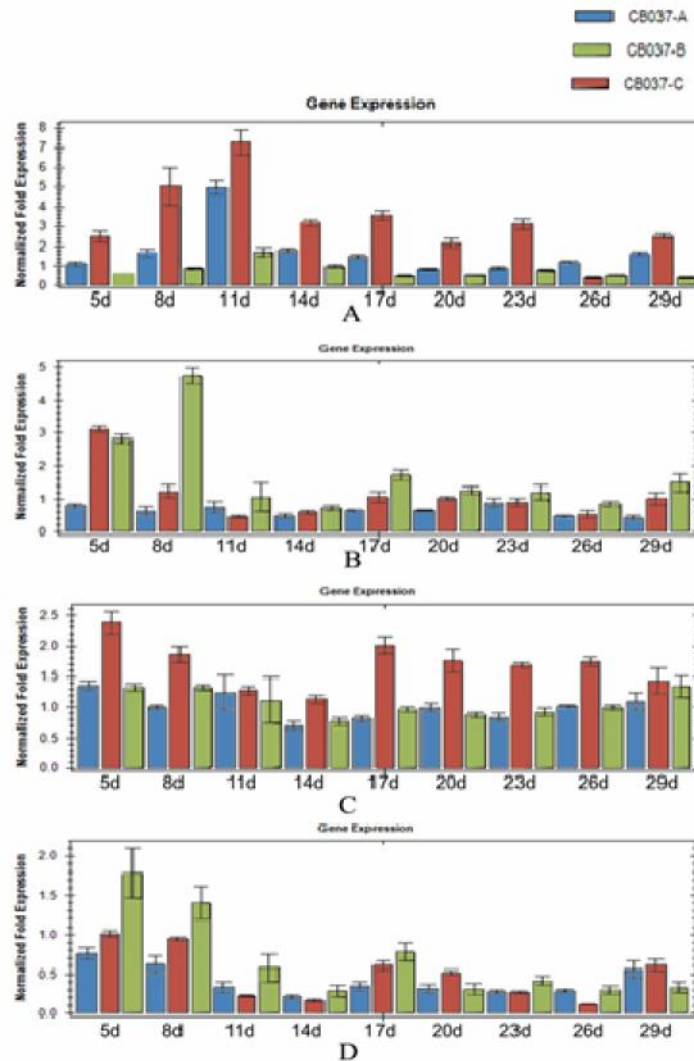 C8037-A
C8037-B
C8037-C
Gene Expression
Normalized Fold Expression
8
7
6
5
4
3
2
1
0
5d 8d 11d 14d 17d 20d 23d 26d 29d
A
Gene Expression
Normalized Fold Expression
5
4
3
2
1
0
5d 8d 11d 14d 17d 20d 23d 26d 29d
B
Gene Expression
Normalized Fold Expression
2.5
2.0
1.5
1.0
0.5
0.0
5d 8d 11d 14d 17d 20d 23d 26d 29d
C
Gene Expression
Normalized Fold Expression
2.0
1.5
1.0
0.5
0.0
5d 8d 11d 14d 17d 20d 23d 26d 29d
D